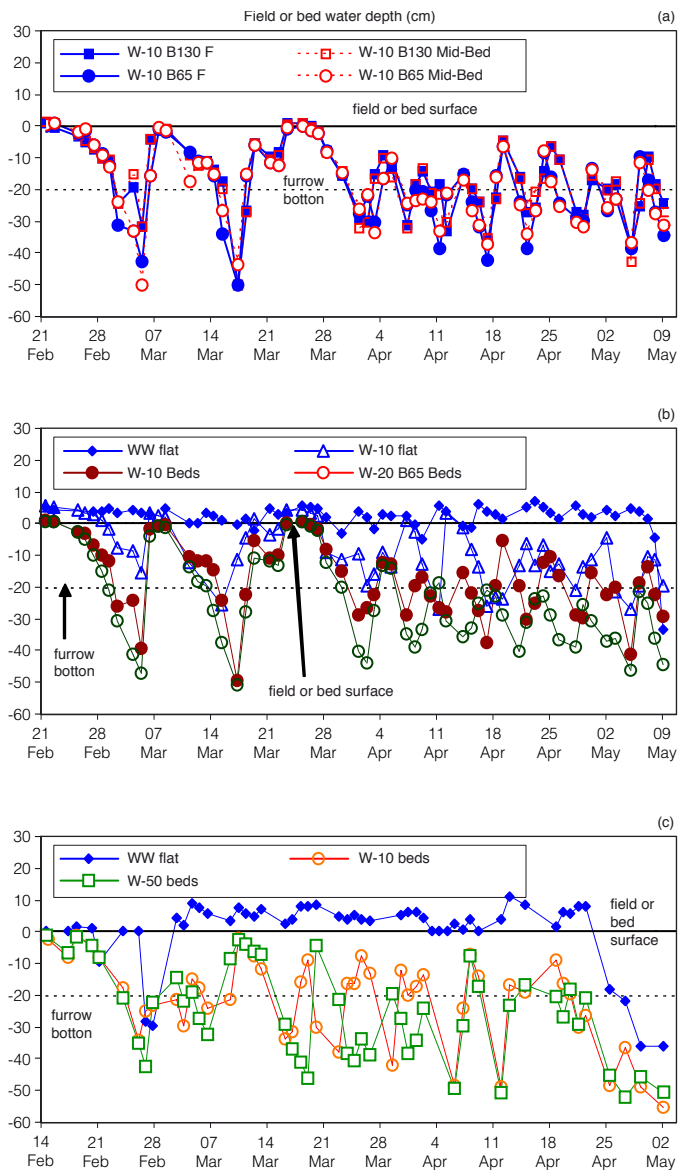 Field or bed water depth (cm) (a)
30
20
10
0
-10
-20
-30
-40
-50
-60
W-10 B130 F W-10 B130 Mid-Bed
W-10 B65 F W-10 B65 Mid-Bed
field or bed surface
furrow
botton
21 28 07 14 21 28 4 11 18 25 02 09
Feb Feb Mar Mar Mar Mar Apr Apr Apr Apr May May
(b)
30
20
10
0
-10
-20
-30
-40
-50
-60
WW flat W-10 flat
W-10 Beds W-20 B65 Beds
furrow
botton
field or bed surface
21 28 07 14 21 28 4 11 18 25 02 09
Feb Feb Mar Mar Mar Mar Apr Apr Apr Apr May May
(c)
30
20
10
0
-10
-20
-30
-40
-50
-60
WW flat W-10 beds
W-50 beds
field or
bed
surface
furrow
botton
14 21 28 07 14 21 28 4 11 18 25 02
Feb Feb Feb Mar Mar Mar Mar Apr Apr Apr Apr May